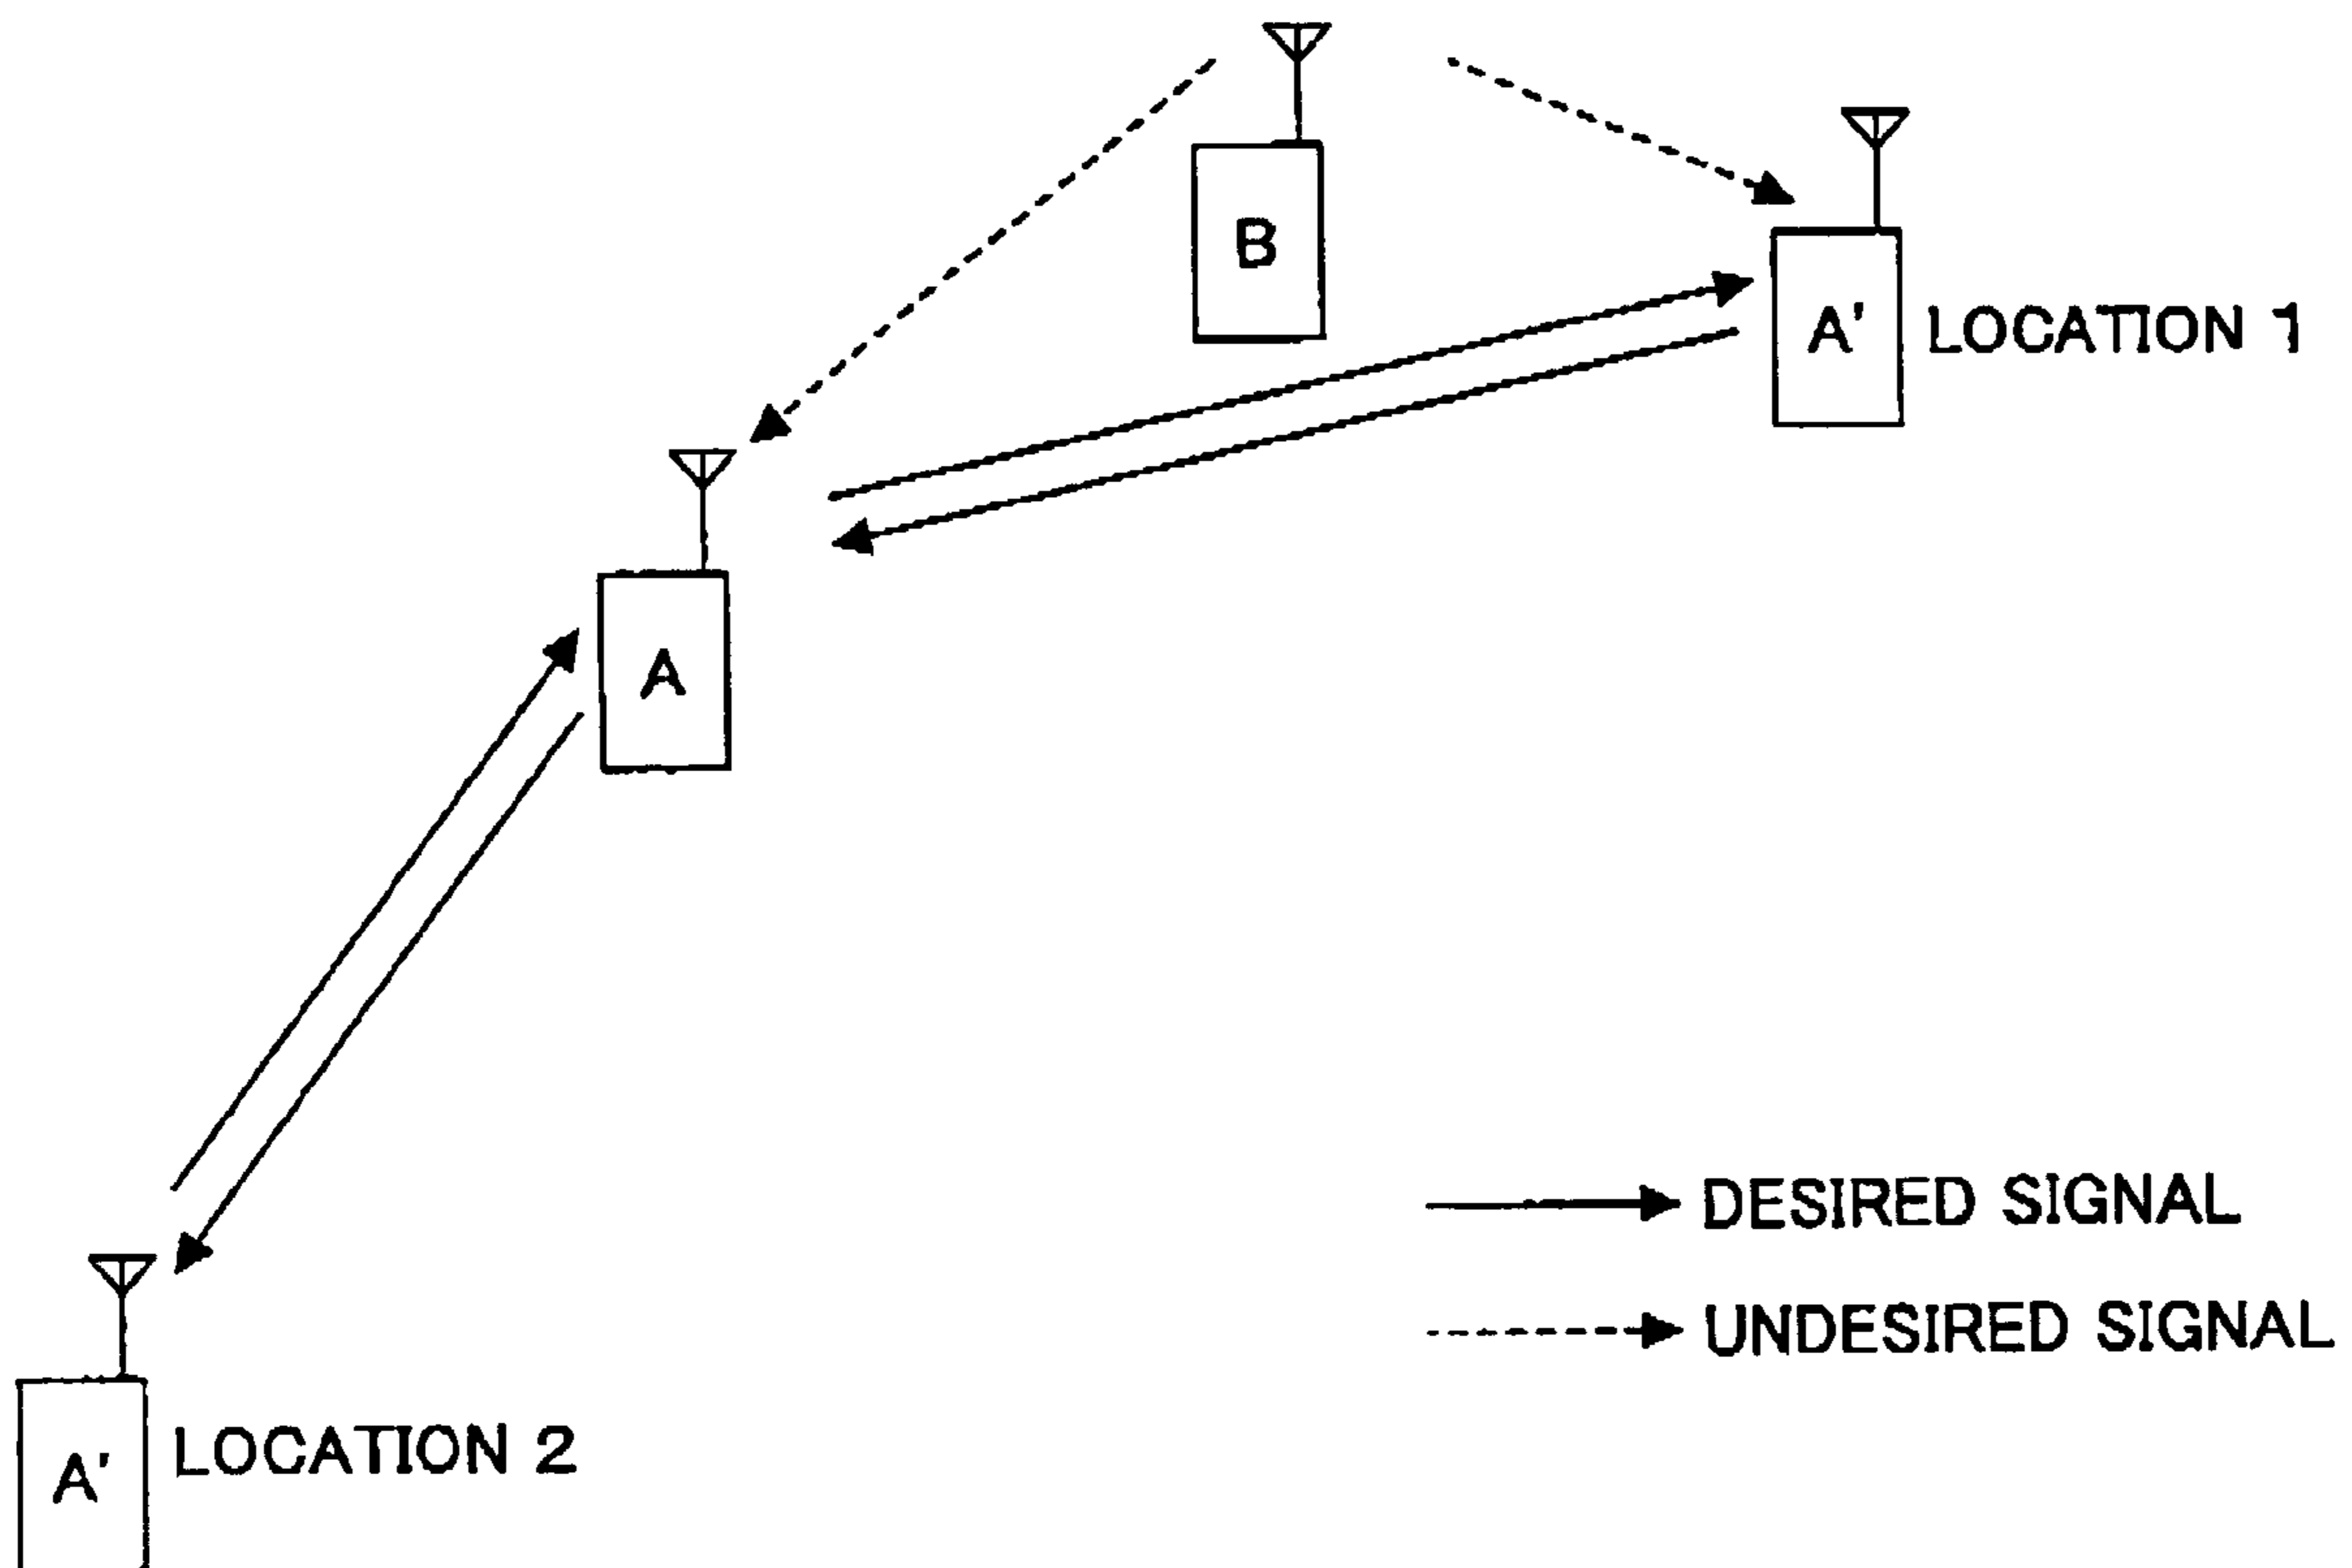 B
A' LOCATION 1
A
DESIRED SIGNAL
UNDESIRED SIGNAL
LOCATION 2
A'